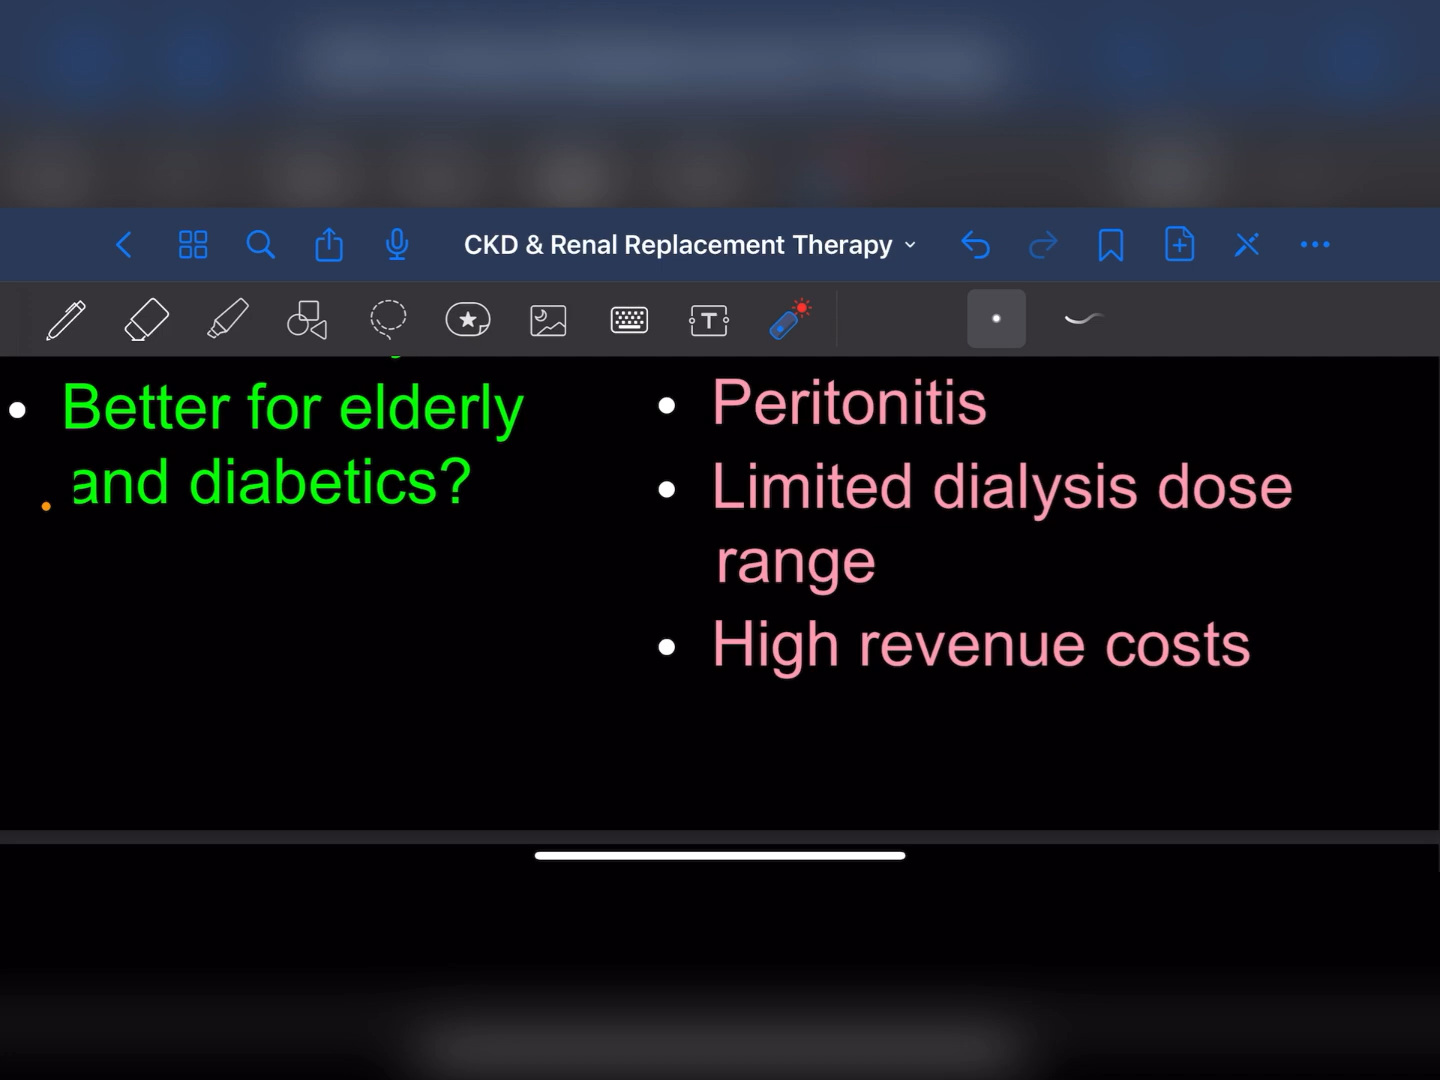 CKD & Renal Replacement Therapy
• Better for elderly
and diabetics?
• Peritonitis
• Limited dialysis dose
range
• High revenue costs